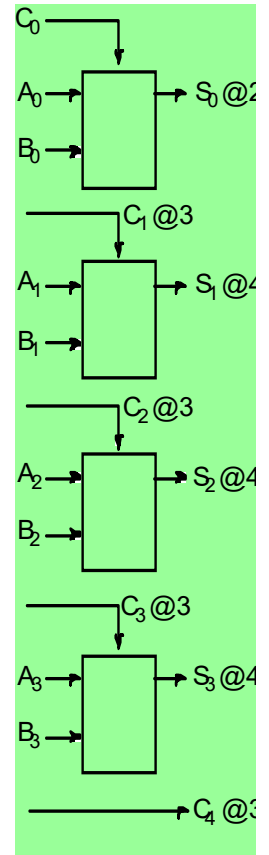 C₀
A₀ S₀ @2
B₀
C₁ @3
A₁ S₁ @4
B₁
C₂ @3
A₂ S₂ @4
B₂
C₃ @3
A₃ S₃ @4
B₃
C₄ @3